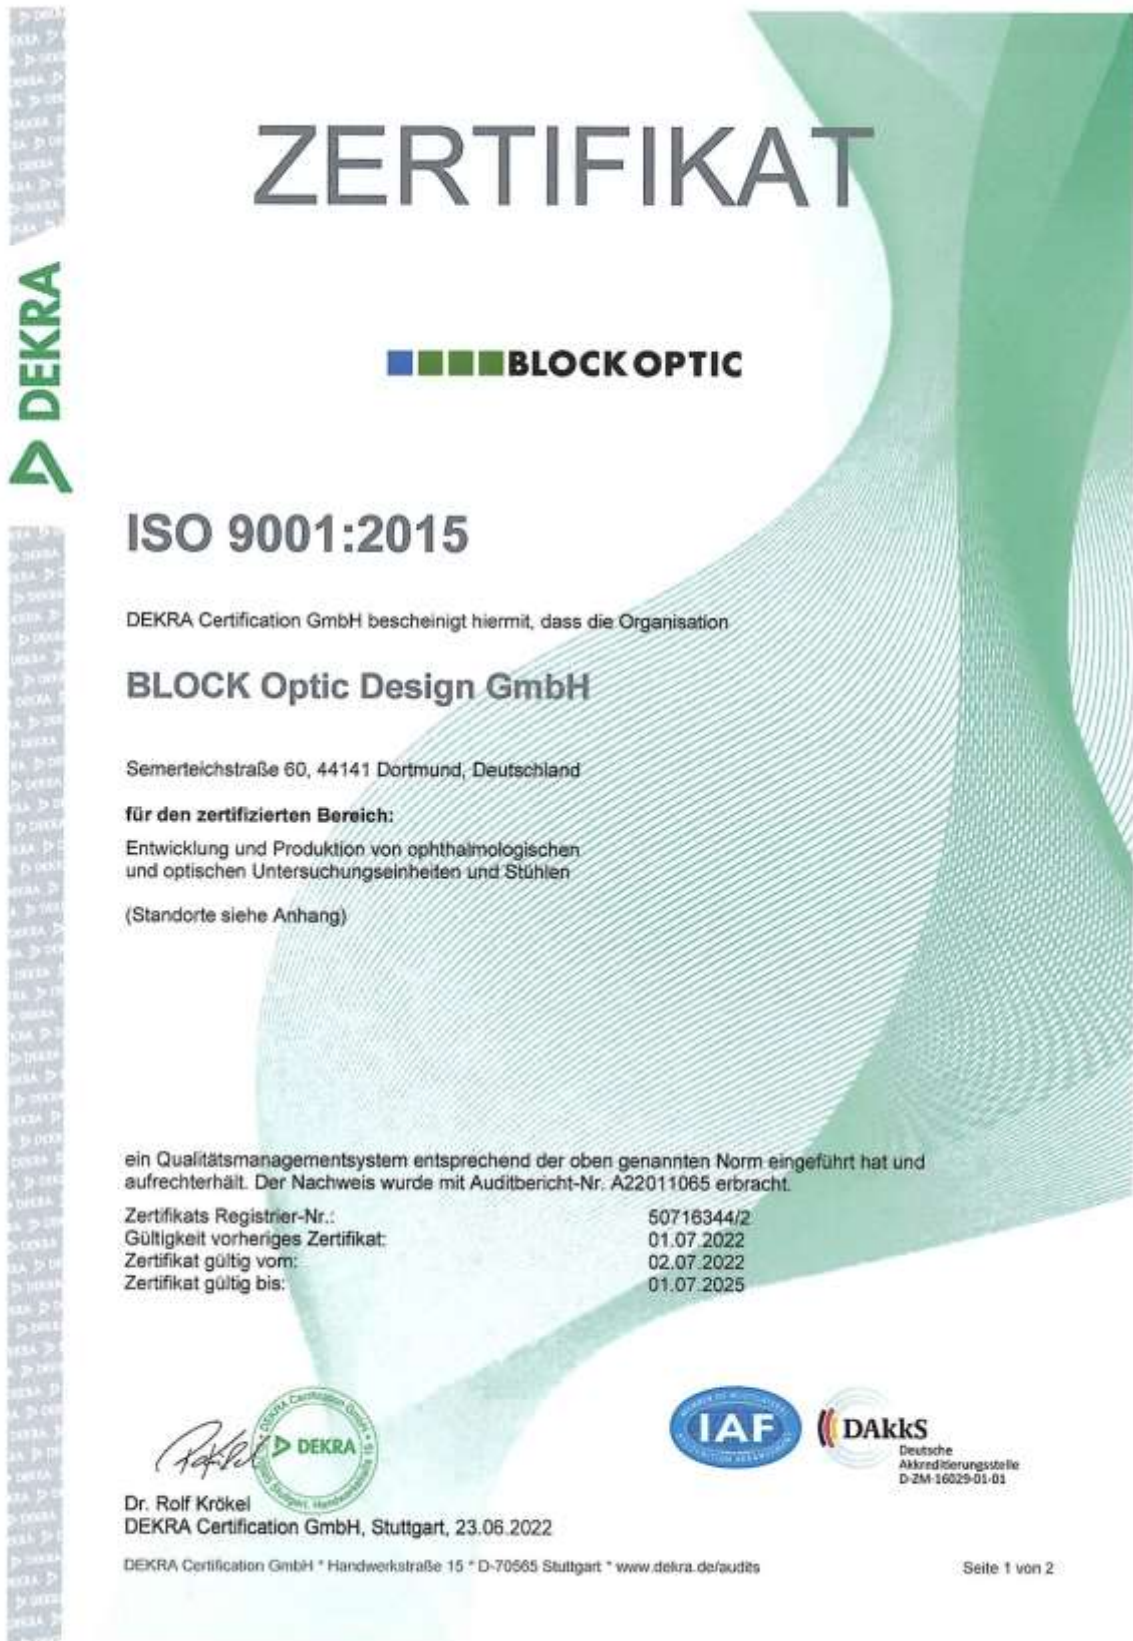 ZERTIFIKAT
DEKRA
BLOCK OPTIC
ISO 9001:2015
DEKRA Certification GmbH bescheinigt hiermit, dass die Organisation
BLOCK Optic Design GmbH
Semerteichstraße 60, 44141 Dortmund, Deutschland
für den zertifizierten Bereich:
Entwicklung und Produktion von ophthalmologischen
und optischen Untersuchungseinheiten und Stühlen
(Standorte siehe Anhang)
ein Qualitätsmanagementsystem entsprechend der oben genannten Norm eingeführt hat und
aufrechterhält. Der Nachweis wurde mit Auditbericht-Nr. A22011065 erbracht.
Zertifikats Registrier-Nr.: 50716344/2
Gültigkeit vorheriges Zertifikat: 01.07.2022
Zertifikat gültig vom: 02.07.2022
Zertifikat gültig bis: 01.07.2025
DEKRA Certification GmbH
DEKRA
IAF
DAkkS
Deutsche
Akkreditierungsstelle
D-ZM-16029-01-01
Dr. Rolf Krökel
DEKRA Certification GmbH, Stuttgart, 23.06.2022
DEKRA Certification GmbH * Handwerkstraße 15 * D-70565 Stuttgart * www.dekra.de/audits
Seite 1 von 2